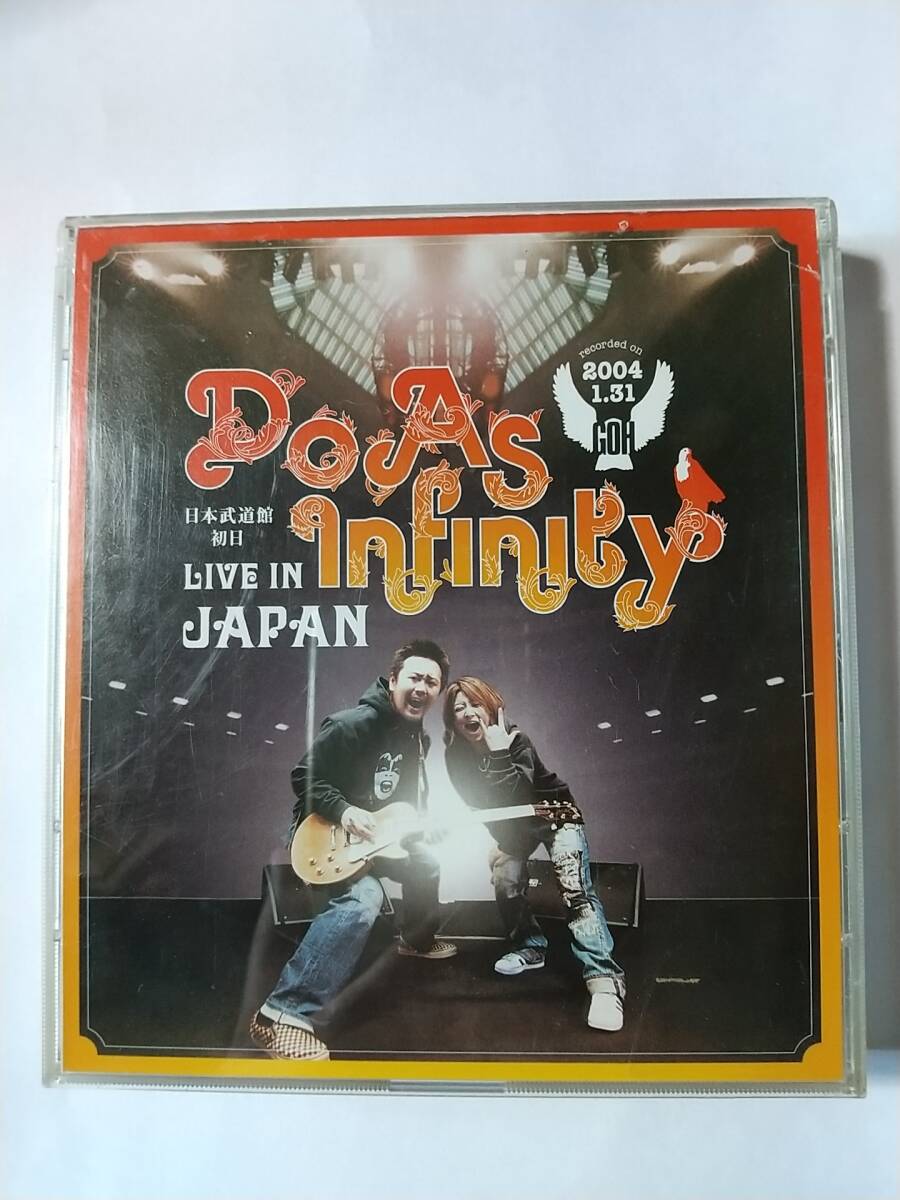 recorded on
2004
1.31
GOH
Do As
infinity
日本武道館
初日
LIVE IN
JAPAN